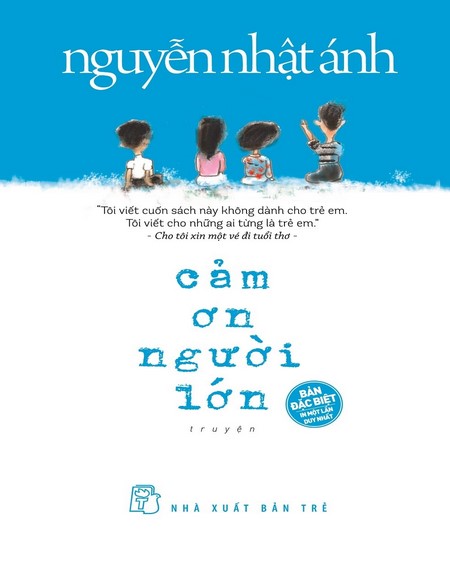 nguyễn nhật ánh
“Tôi viết cuốn sách này không dành cho trẻ em.
Tôi viết cho những ai từng là trẻ em.”
- Cho tôi xin một vé đi tuổi thơ -
cảm
ơn
người
lớn
BẢN
ĐẶC BIỆT
IN MỘT LẦN
DUY NHẤT
truyện
NHÀ XUẤT BẢN TRẺ